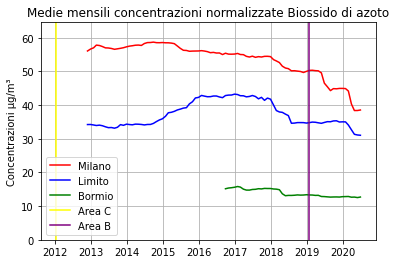 Medie mensili concentrazioni normalizzate Biossido di azoto
Concentrazioni µg/m³
60
50
40
30
20
10
0
Milano
Limito
Bormio
Area C
Area B
2012 2013 2014 2015 2016 2017 2018 2019 2020